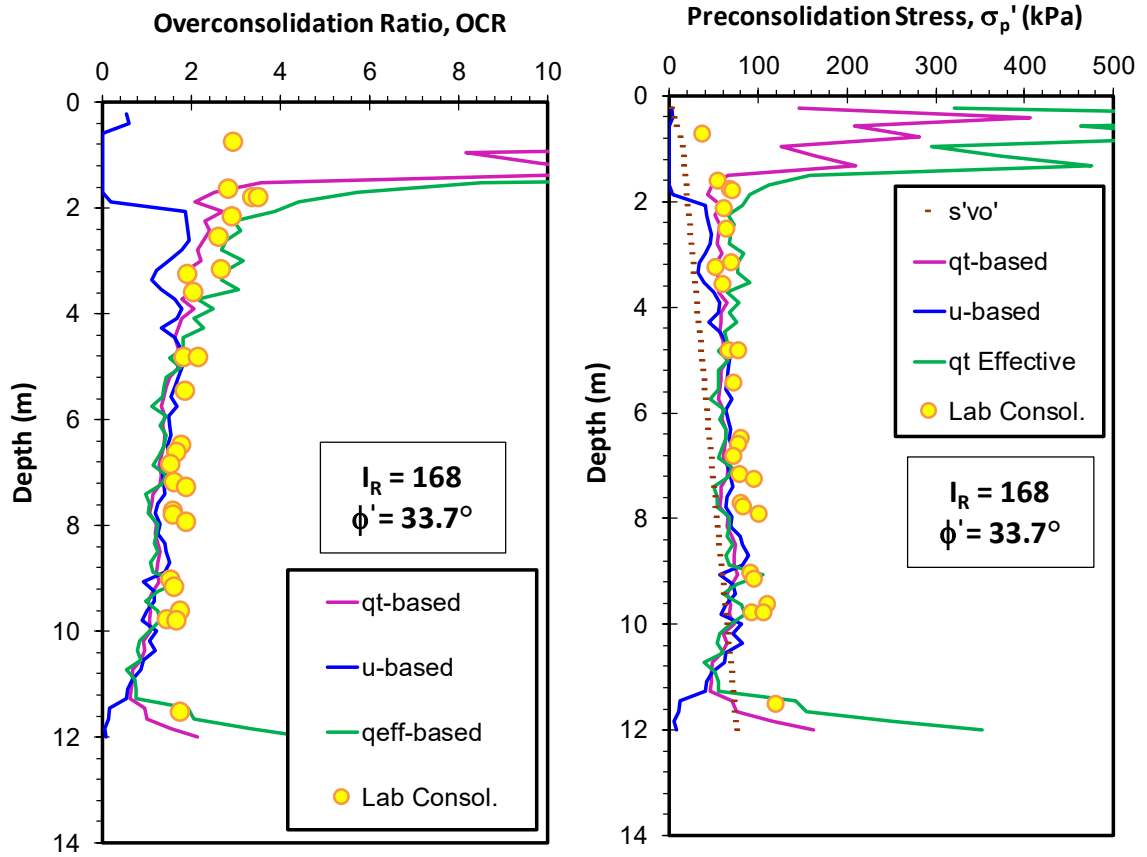 Overconsolidation Ratio, OCR
0 2 4 6 8 10
0
2
4
6
8
10
12
14
Depth (m)
I_R = 168
ϕ' = 33.7°
qt-based
u-based
qeff-based
Lab Consol.
Preconsolidation Stress, σ_p' (kPa)
0 100 200 300 400 500
0
2
4
6
8
10
12
14
Depth (m)
s'vo'
qt-based
u-based
qt Effective
Lab Consol.
I_R = 168
ϕ' = 33.7°